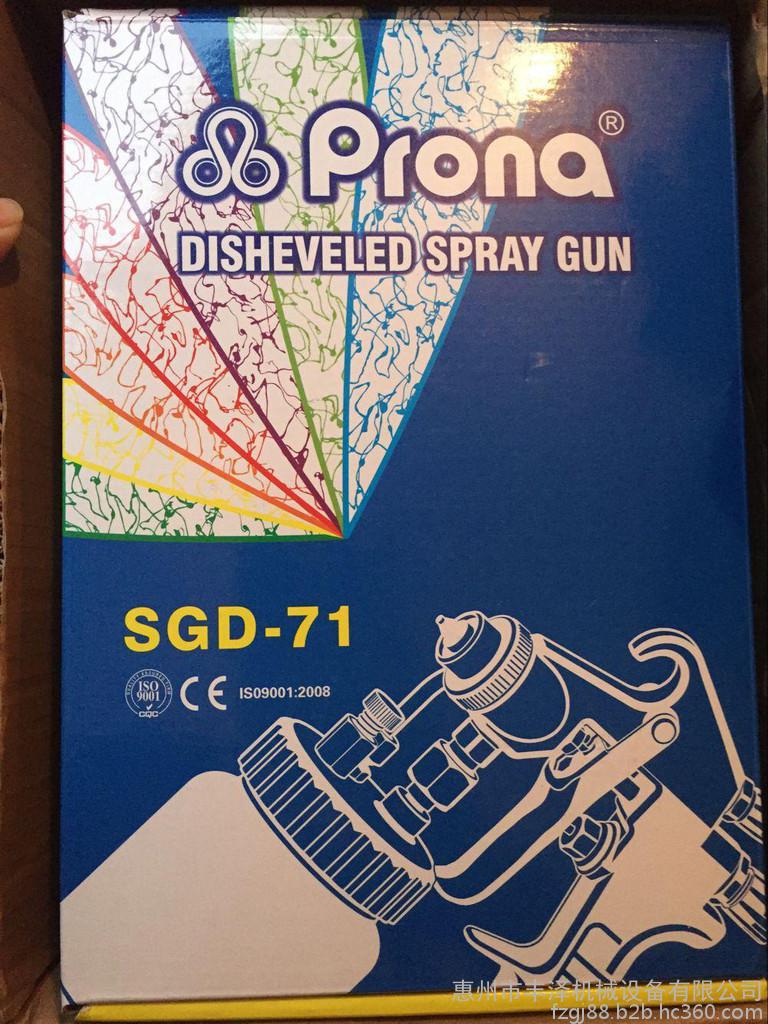 Prona®
DISHEVELED SPRAY GUN
SGD-71
ISO
9001
CQC
CE
ISO9001:2008
惠州市丰泽机械设备有限公司
fzgj88.b2b.hc360.com